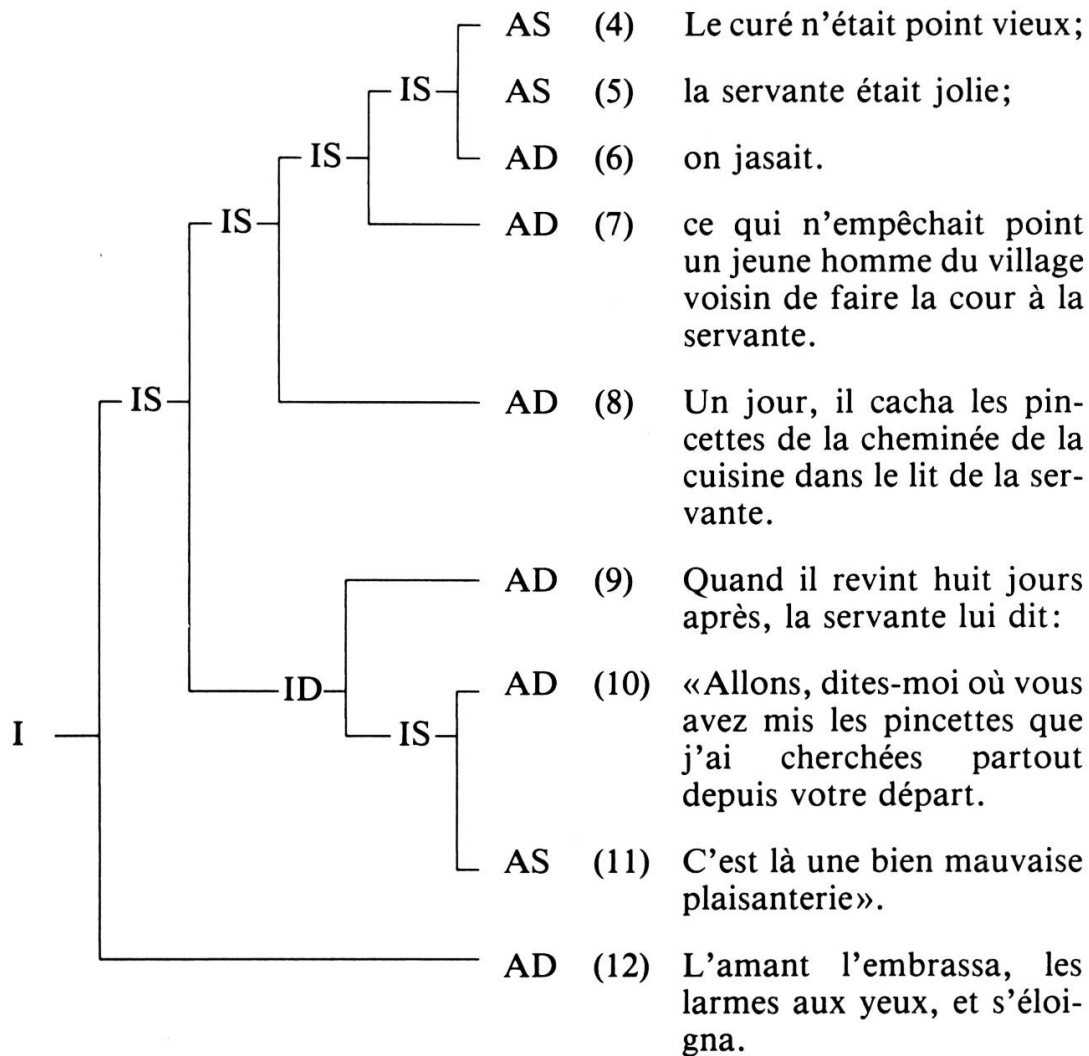 AS (4) Le curé n'était point vieux;
IS AS (5) la servante était jolie;
IS AD (6) on jasait.
IS AD (7) ce qui n'empêchait point
un jeune homme du village
voisin de faire la cour à la
servante.
IS AD (8) Un jour, il cacha les pin-
cettes de la cheminée de la
cuisine dans le lit de la ser-
vante.
AD (9) Quand il revint huit jours
après, la servante lui dit:
ID AD (10) «Allons, dites-moi où vous
I IS avez mis les pincettes que
j'ai cherchées partout
depuis votre départ.
AS (11) C'est là une bien mauvaise
plaisanterie».
AD (12) L'amant l'embrassa, les
larmes aux yeux, et s'éloi-
gna.